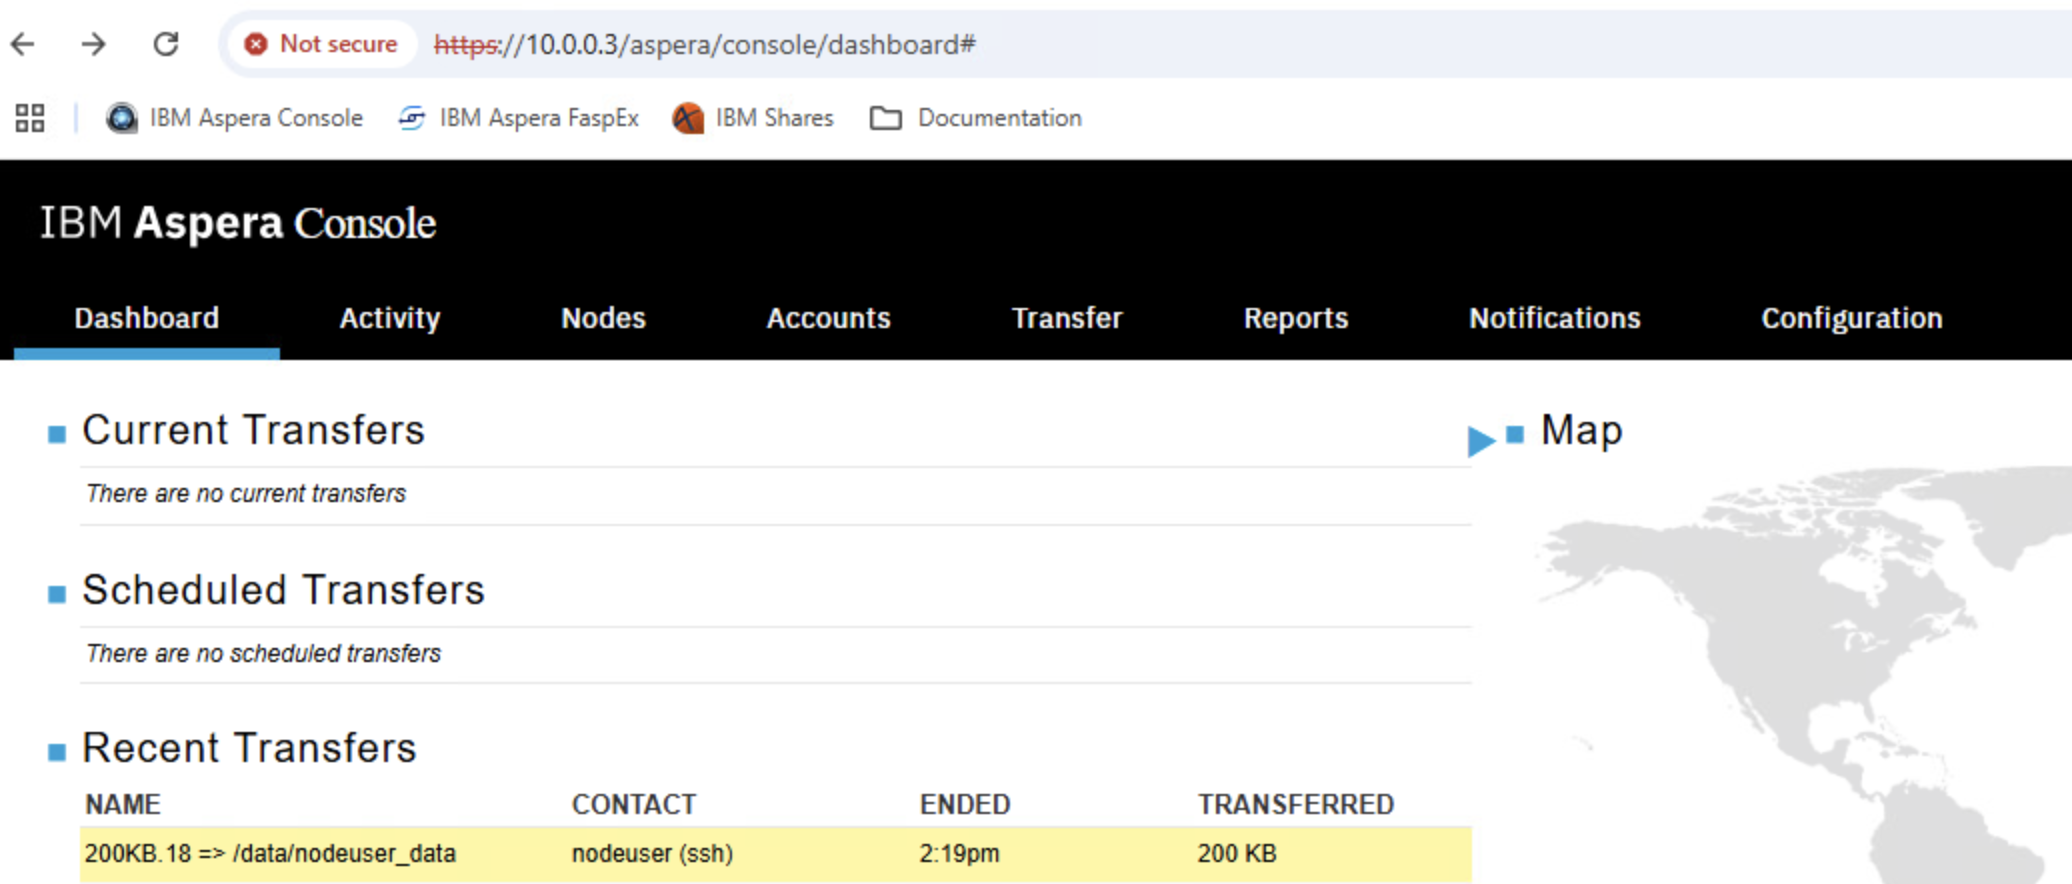 Not secure https://10.0.0.3/aspera/console/dashboard#
IBM Aspera Console IBM Aspera FaspEx IBM Shares Documentation
IBM Aspera Console
Dashboard Activity Nodes Accounts Transfer Reports Notifications Configuration
Current Transfers
There are no current transfers
Scheduled Transfers
There are no scheduled transfers
Recent Transfers
NAME CONTACT ENDED TRANSFERRED
200KB.18 => /data/nodeuser_data nodeuser (ssh) 2:19pm 200 KB
Map